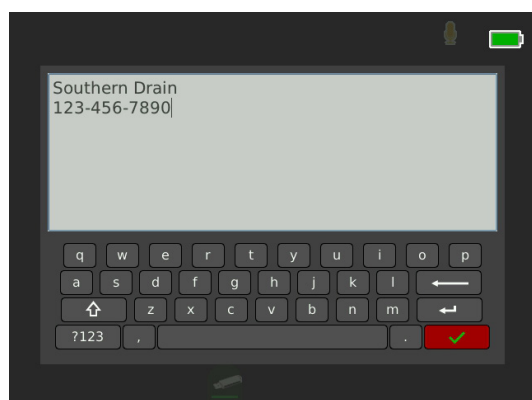 Southern Drain
123-456-7890
q w e r t y u i o p
a s d f g h j k l
z x c v b n m
?123 , .